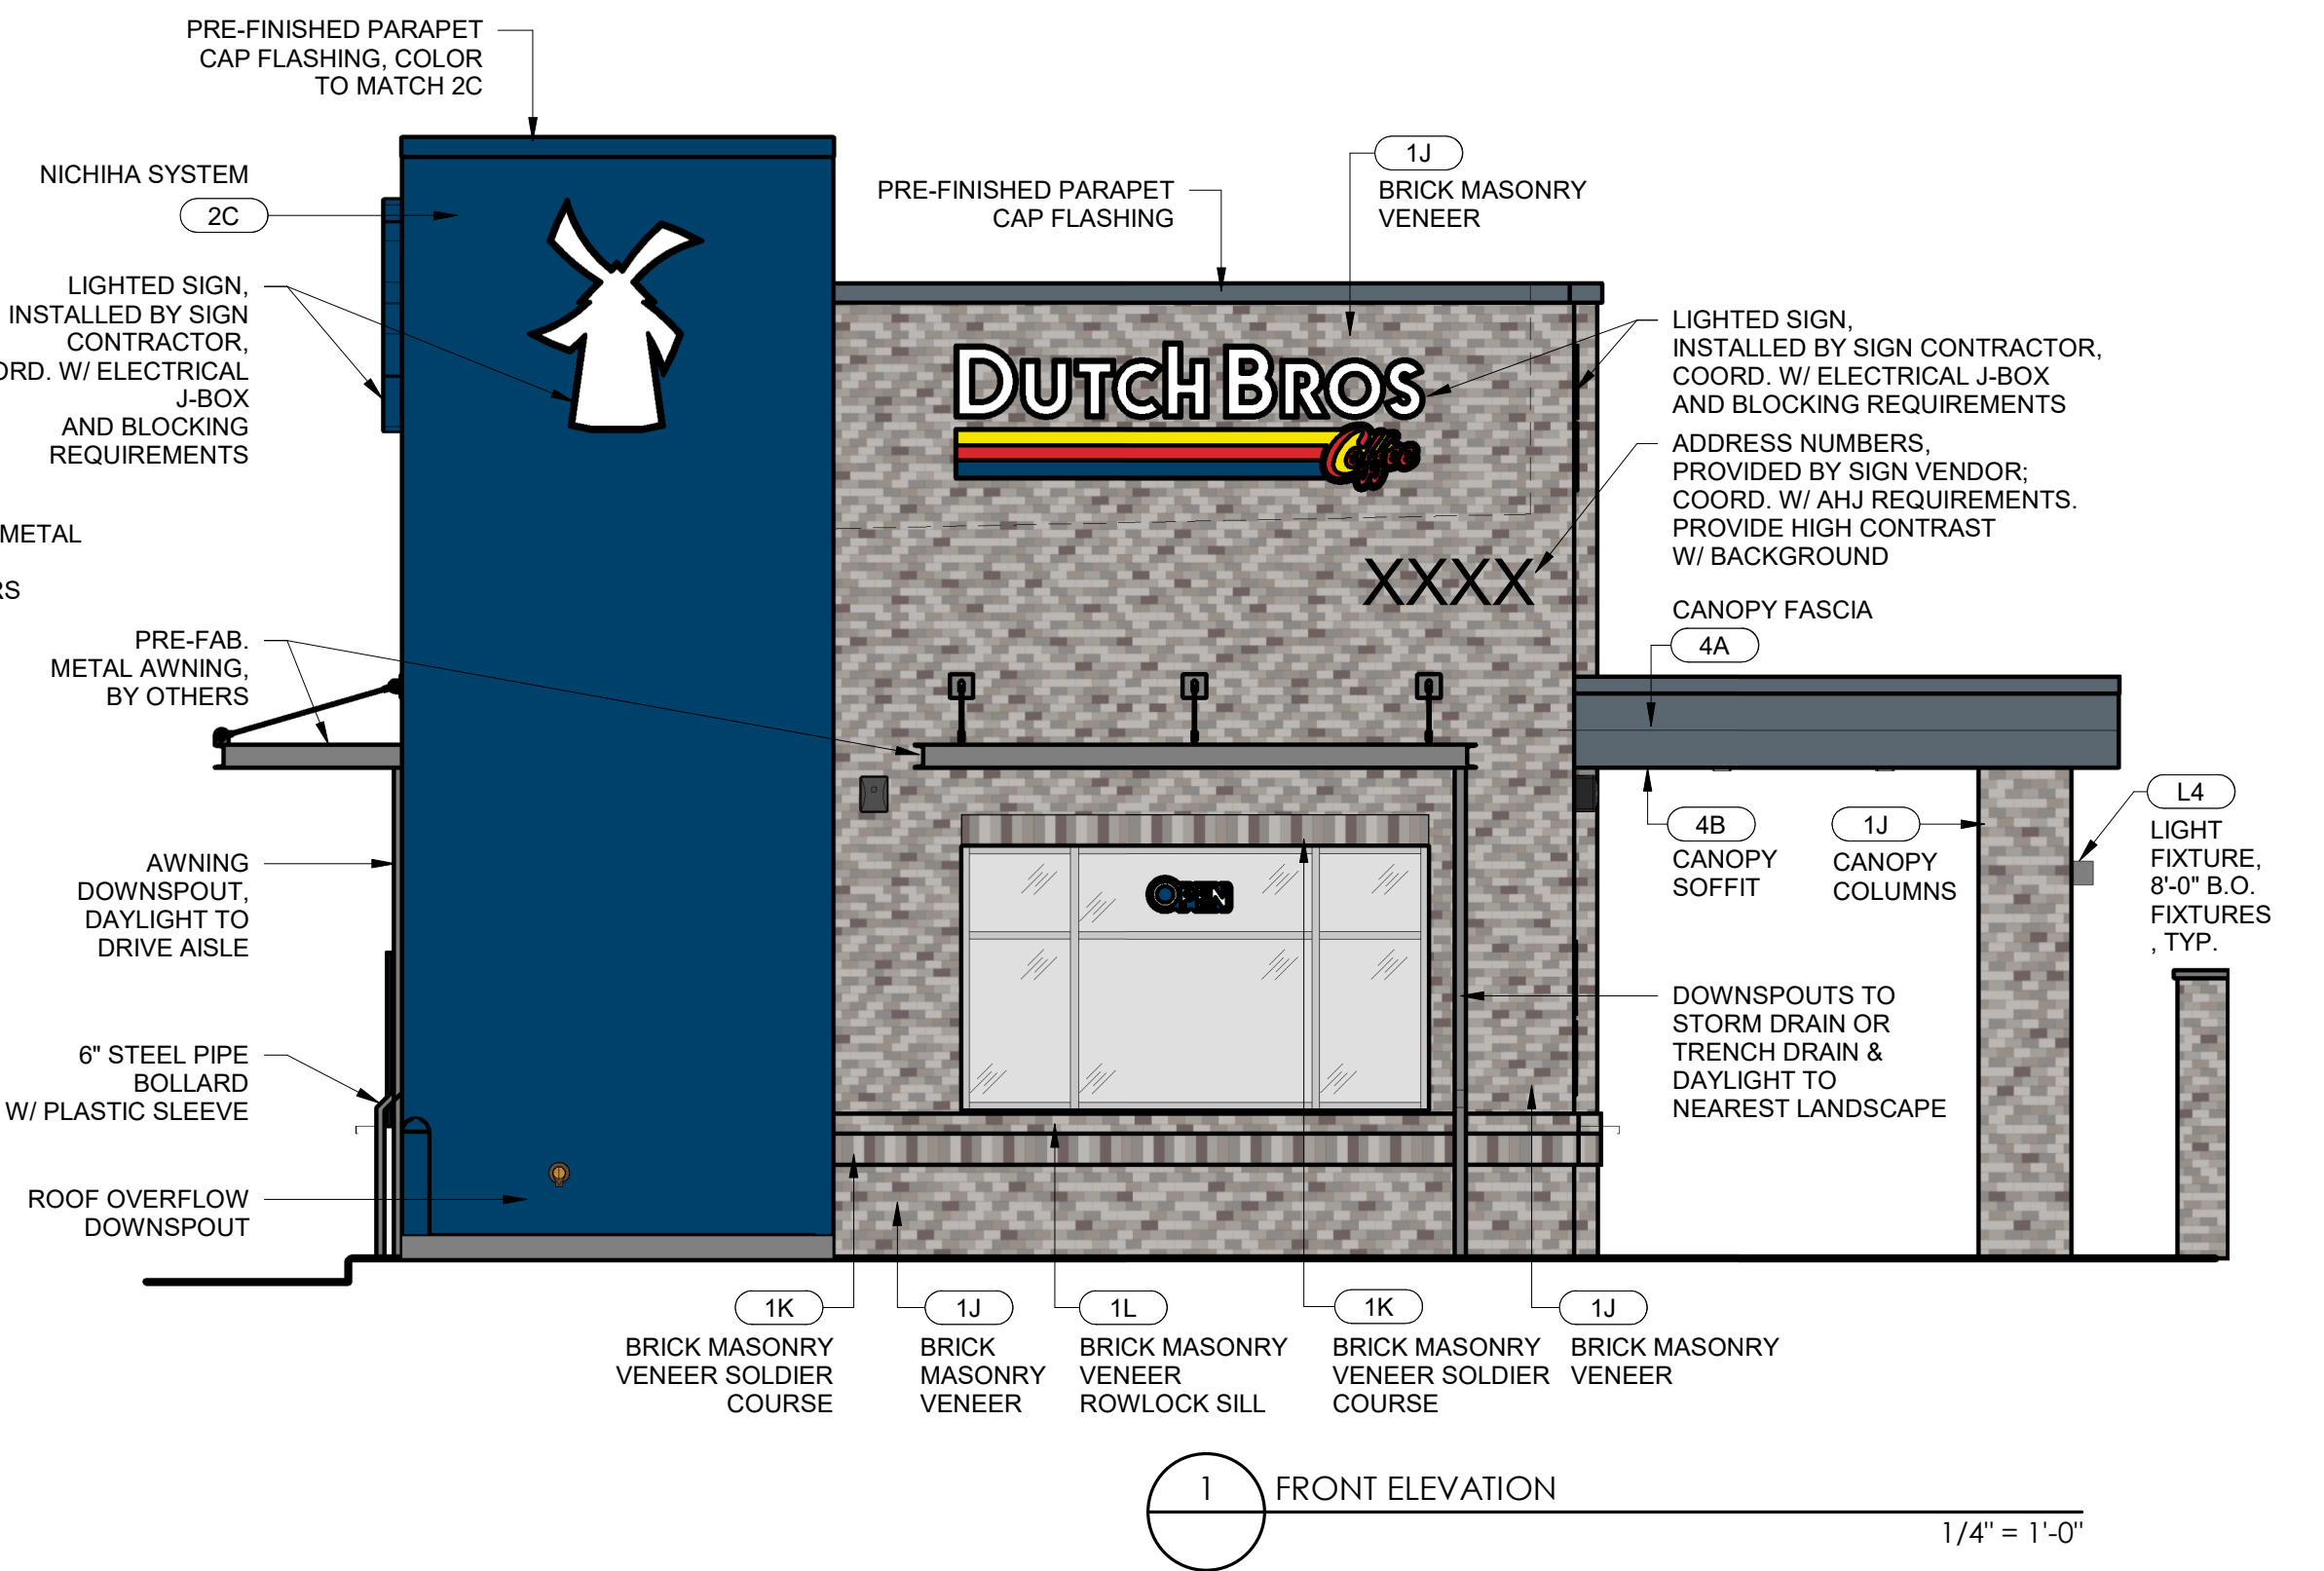 PRE-FINISHED PARAPET
CAP FLASHING, COLOR
TO MATCH 2C
NICHIHA SYSTEM
2C
LIGHTED SIGN,
INSTALLED BY SIGN
CONTRACTOR,
ORD. W/ ELECTRICAL
J-BOX
AND BLOCKING
REQUIREMENTS
METAL
RS
PRE-FAB.
METAL AWNING,
BY OTHERS
AWNING
DOWNSPOUT,
DAYLIGHT TO
DRIVE AISLE
6" STEEL PIPE
BOLLARD
W/ PLASTIC SLEEVE
ROOF OVERFLOW
DOWNSPOUT
PRE-FINISHED PARAPET
CAP FLASHING
1J
BRICK MASONRY
VENEER
DUTCH BROS
Coffee
XXXX
OPEN
LIGHTED SIGN,
INSTALLED BY SIGN CONTRACTOR,
COORD. W/ ELECTRICAL J-BOX
AND BLOCKING REQUIREMENTS
ADDRESS NUMBERS,
PROVIDED BY SIGN VENDOR;
COORD. W/ AHJ REQUIREMENTS.
PROVIDE HIGH CONTRAST
W/ BACKGROUND
CANOPY FASCIA
4A
4B
CANOPY
SOFFIT
1J
CANOPY
COLUMNS
L4
LIGHT
FIXTURE,
8'-0" B.O.
FIXTURES
, TYP.
DOWNSPOUTS TO
STORM DRAIN OR
TRENCH DRAIN &
DAYLIGHT TO
NEAREST LANDSCAPE
1K
BRICK MASONRY
VENEER SOLDIER
COURSE
1J
BRICK
MASONRY
VENEER
1L
BRICK MASONRY
VENEER
ROWLOCK SILL
1K
BRICK MASONRY
VENEER SOLDIER
COURSE
1J
BRICK MASONRY
VENEER
1
FRONT ELEVATION
1/4" = 1'-0"